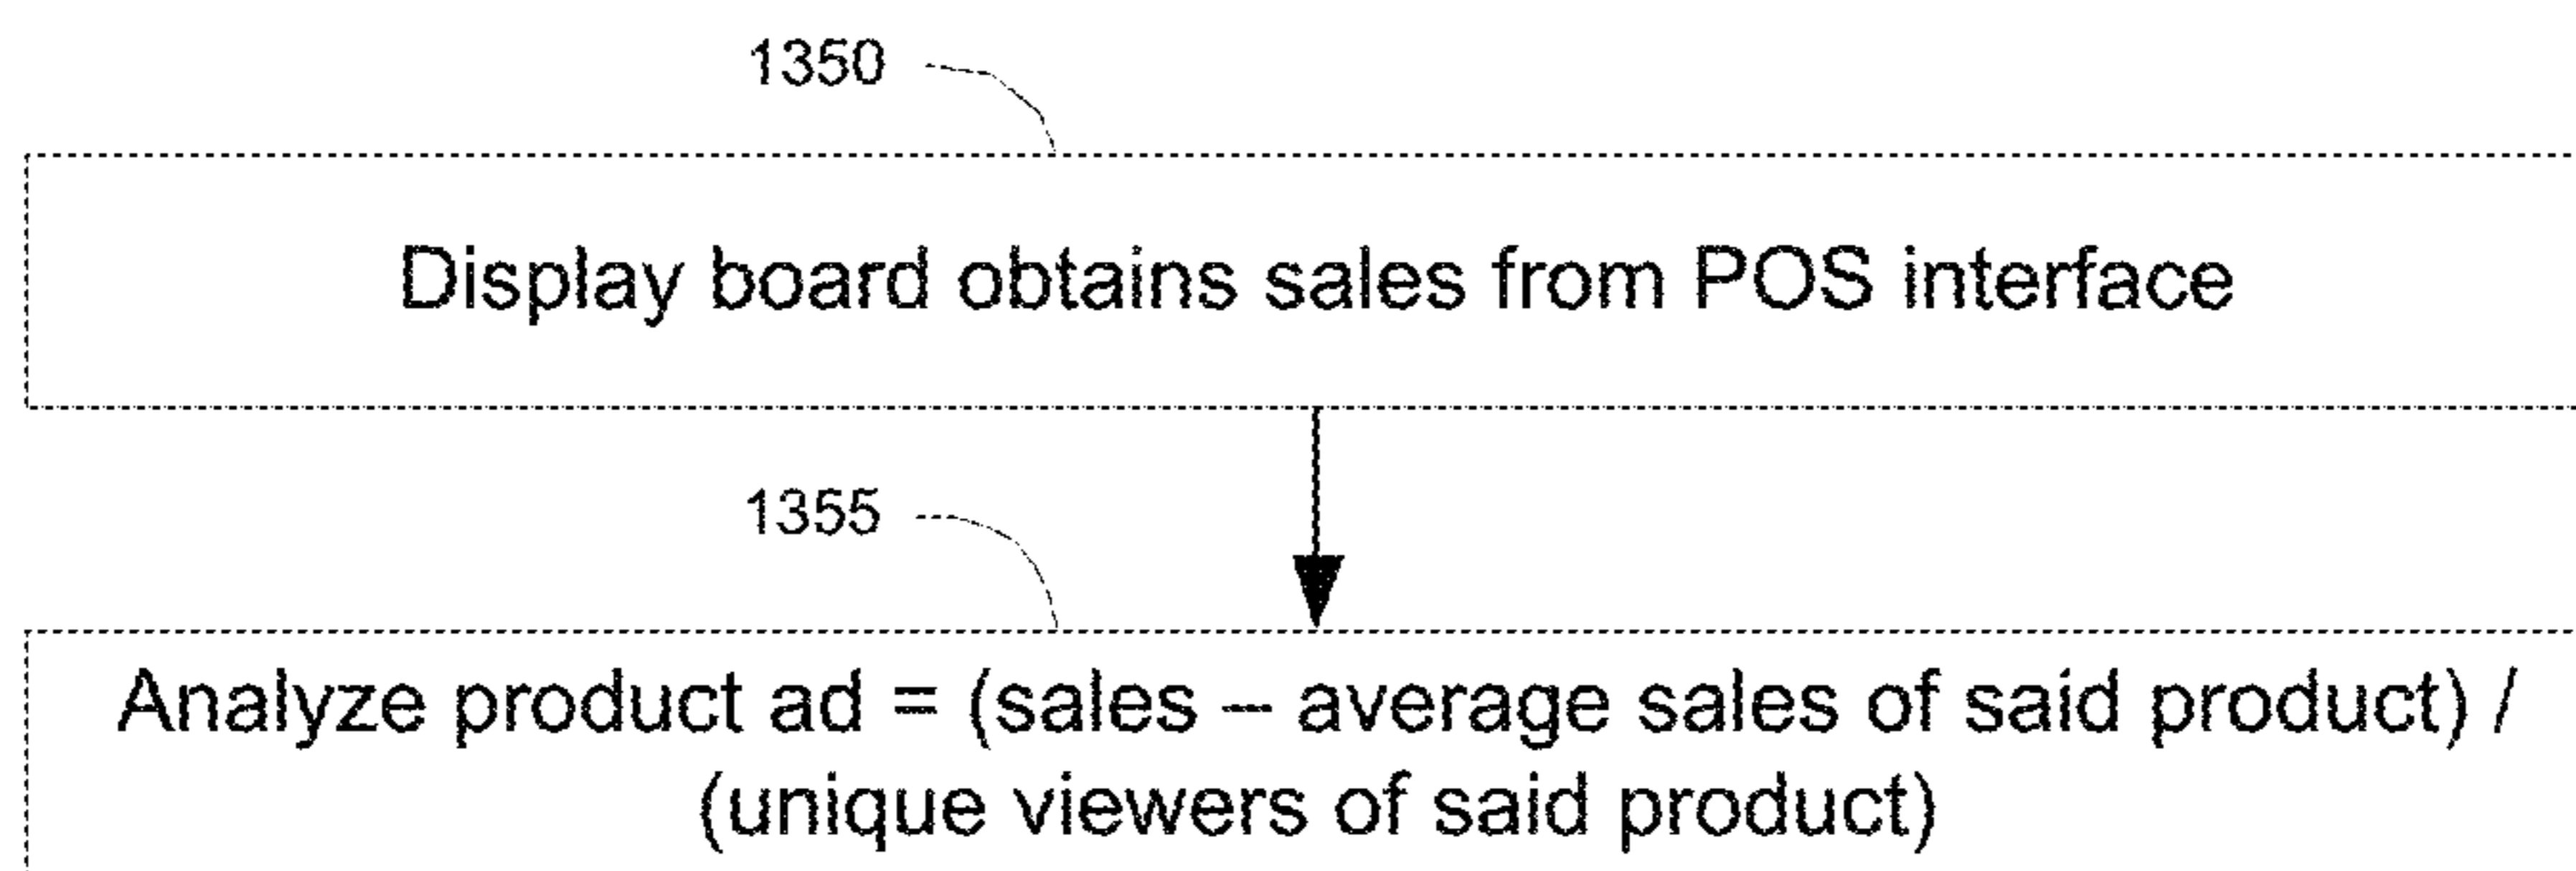 1350
Display board obtains sales from POS interface
1355
Analyze product ad = (sales – average sales of said product) /
(unique viewers of said product)